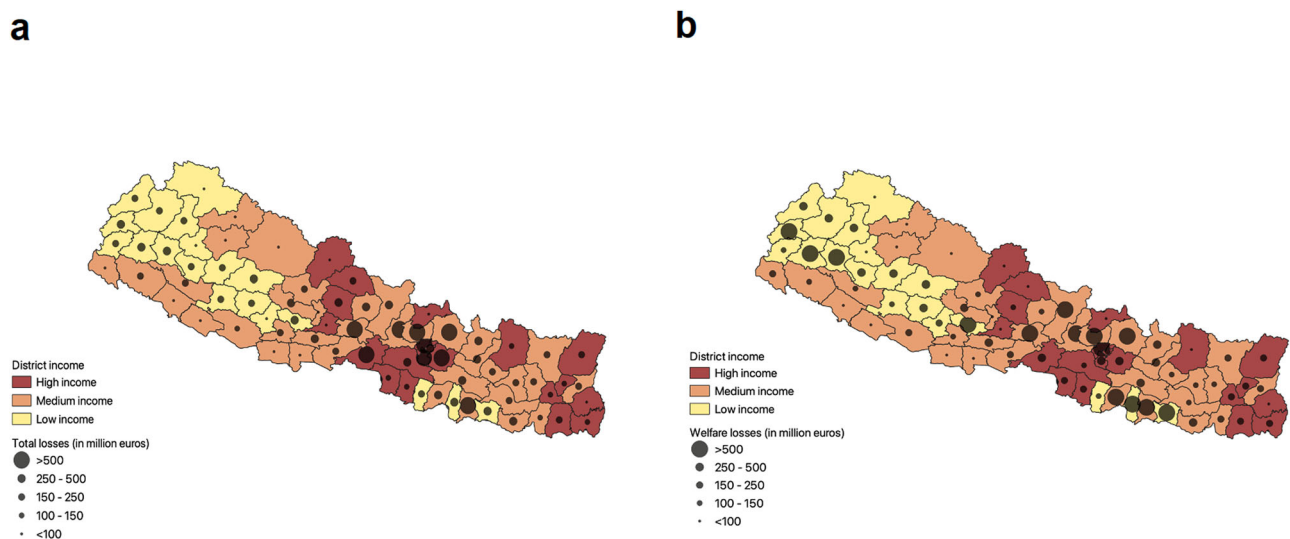 a
District income
High income
Medium income
Low income
Total losses (in million euros)
>500
250 - 500
150 - 250
100 - 150
<100
b
District income
High income
Medium income
Low income
Welfare losses (in million euros)
>500
250 - 500
150 - 250
100 - 150
<100